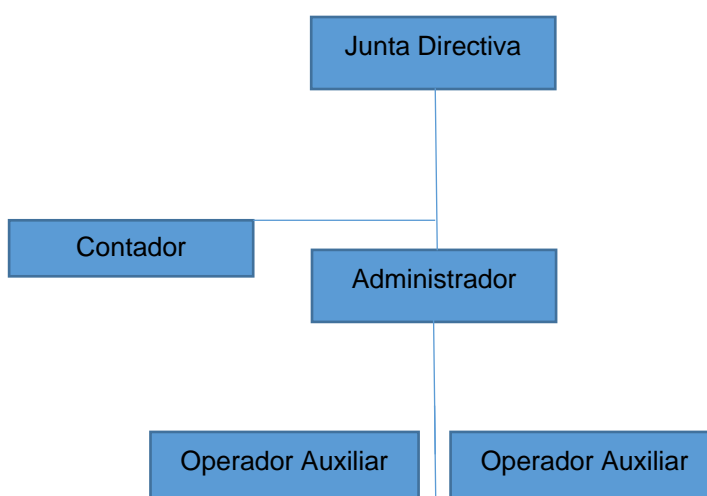 Junta Directiva
Contador
Administrador
Operador Auxiliar
Operador Auxiliar